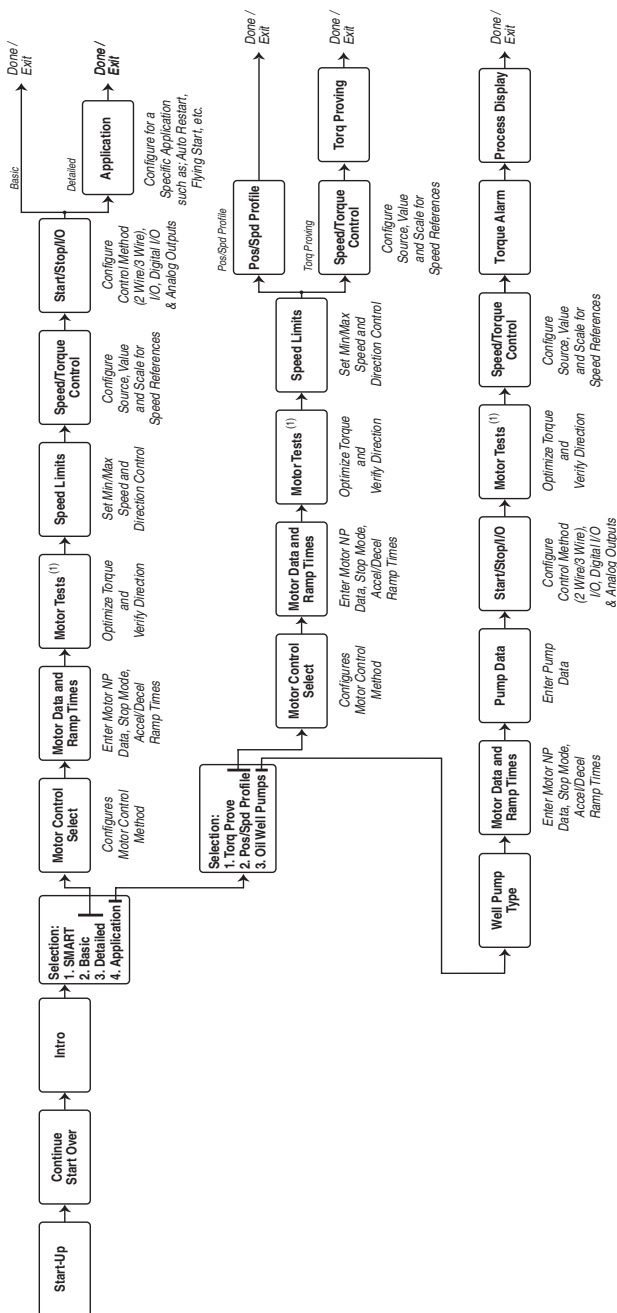 Start-Up
Continue
Start Over
Intro
Selection:
1. SMART
2. Basic
3. Detailed
4. Application
Motor Control
Select
Configures
Motor Control
Method
Motor Data and
Ramp Times
Enter Motor NP
Data, Stop Mode,
Accel/Decel
Ramp Times
Motor Tests (1)
Optimize Torque
and
Verify Direction
Speed Limits
Set Min/Max
Speed and
Direction Control
Speed/Torque
Control
Configure
Source, Value
and Scale for
Speed References
Start/Stop/I/O
Configure
Control Method
(2 Wire/3 Wire),
I/O, Digital I/O
& Analog Outputs
Basic
Done /
Exit
Detailed
Application
Configure for a
Specific Application
such as; Auto Restart,
Flying Start, etc.
Done /
Exit
Selection:
1. Torq Prove
2. Pos/Spd Profile
3. Oil Well Pumps
Motor Control
Select
Configures
Motor Control
Method
Motor Data and
Ramp Times
Enter Motor NP
Data, Stop Mode,
Accel/Decel
Ramp Times
Motor Tests (1)
Optimize Torque
and
Verify Direction
Speed Limits
Set Min/Max
Speed and
Direction Control
Pos/Spd Profile
Pos/Spd Profile
Done /
Exit
Torq Proving
Speed/Torque
Control
Configure
Source, Value
and Scale for
Speed References
Torq Proving
Done /
Exit
Well Pump
Type
Motor Data and
Ramp Times
Enter Motor NP
Data, Stop Mode,
Accel/Decel
Ramp Times
Pump Data
Enter Pump
Data
Start/Stop/I/O
Configure
Control Method
(2 Wire/3 Wire),
I/O, Digital I/O
& Analog Outputs
Motor Tests (1)
Optimize Torque
and
Verify Direction
Speed/Torque
Control
Configure
Source, Value
and Scale for
Speed References
Torque Alarm
Process Display
Done /
Exit